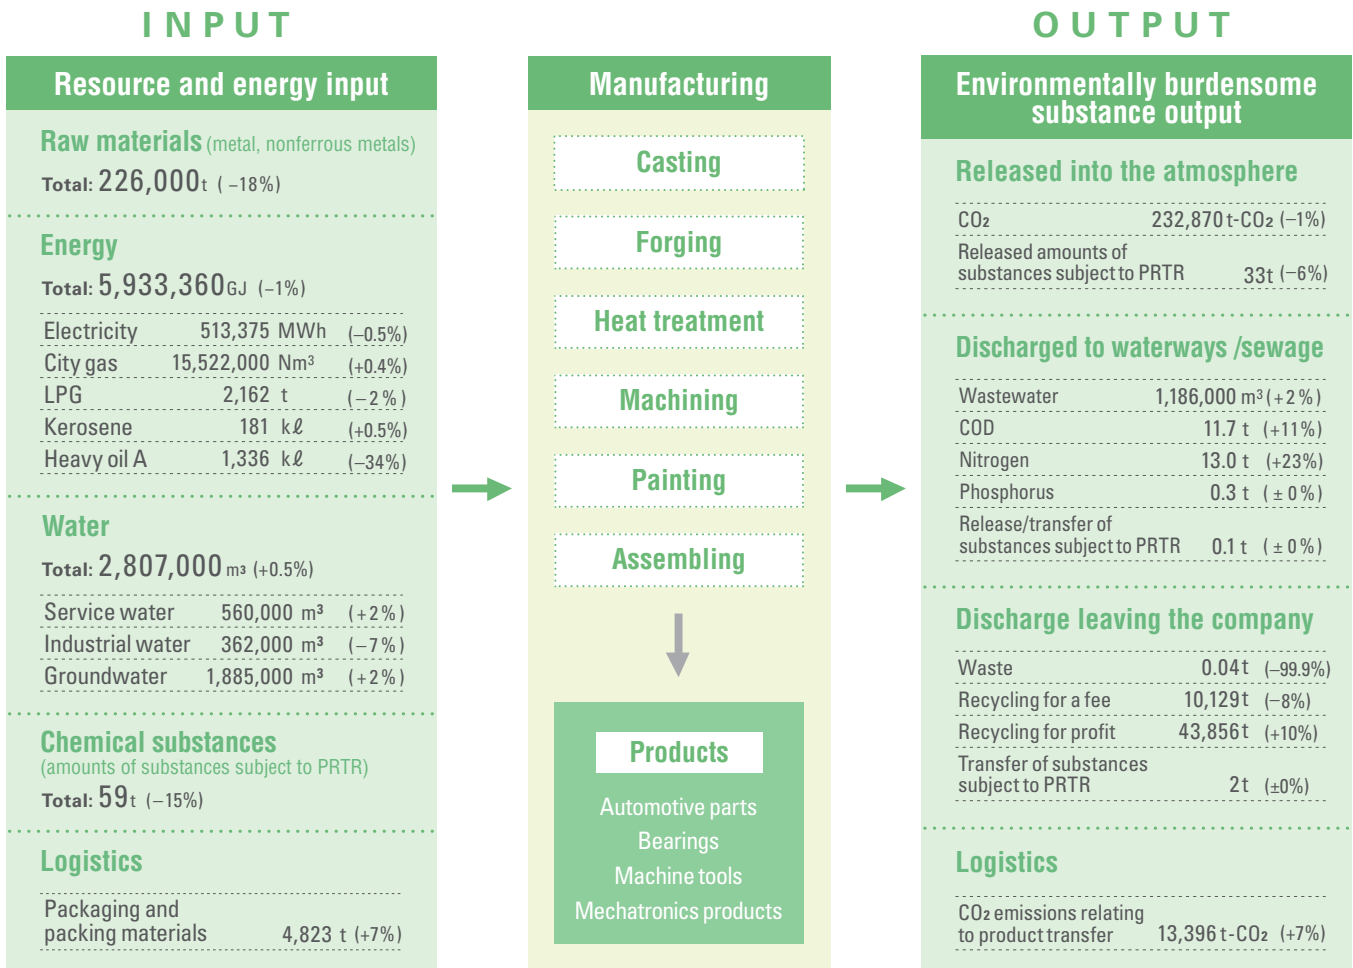 INPUT
Resource and energy input
Raw materials (metal, nonferrous metals)
Total: 226,000t (−18%)
Energy
Total: 5,933,360GJ (−1%)
Electricity 513,375 MWh (−0.5%)
City gas 15,522,000 Nm³ (+0.4%)
LPG 2,162 t (−2%)
Kerosene 181 kℓ (+0.5%)
Heavy oil A 1,336 kℓ (−34%)
Water
Total: 2,807,000 m³ (+0.5%)
Service water 560,000 m³ (+2%)
Industrial water 362,000 m³ (−7%)
Groundwater 1,885,000 m³ (+2%)
Chemical substances
(amounts of substances subject to PRTR)
Total: 59t (−15%)
Logistics
Packaging and
packing materials 4,823 t (+7%)
Manufacturing
Casting
Forging
Heat treatment
Machining
Painting
Assembling
Products
Automotive parts
Bearings
Machine tools
Mechatronics products
OUTPUT
Environmentally burdensome
substance output
Released into the atmosphere
CO₂ 232,870 t-CO₂ (−1%)
Released amounts of
substances subject to PRTR 33t (−6%)
Discharged to waterways /sewage
Wastewater 1,186,000 m³ (+2%)
COD 11.7 t (+11%)
Nitrogen 13.0 t (+23%)
Phosphorus 0.3 t (±0%)
Release/transfer of
substances subject to PRTR 0.1 t (±0%)
Discharge leaving the company
Waste 0.04t (−99.9%)
Recycling for a fee 10,129t (−8%)
Recycling for profit 43,856t (+10%)
Transfer of substances
subject to PRTR 2t (±0%)
Logistics
CO₂ emissions relating
to product transfer 13,396 t-CO₂ (+7%)